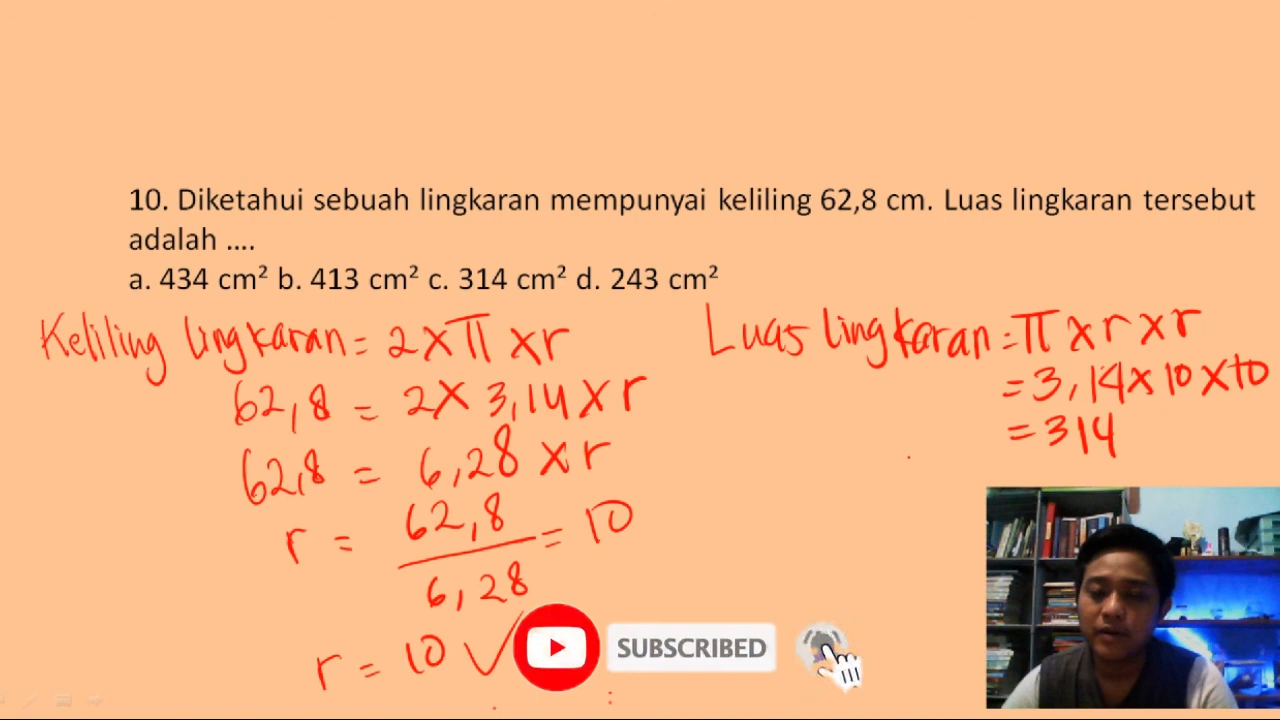 10. Diketahui sebuah lingkaran mempunyai keliling 62,8 cm. Luas lingkaran tersebut
adalah ....
a. 434 cm² b. 413 cm² c. 314 cm² d. 243 cm²
Keliling lingkaran = 2 x π x r
62,8 = 2 x 3,14 x r
62,8 = 6,28 x r
r = 62,8 / 6,28 = 10
r = 10 ✓
Luas lingkaran = π x r x r
= 3,14 x 10 x 10
= 314
SUBSCRIBED